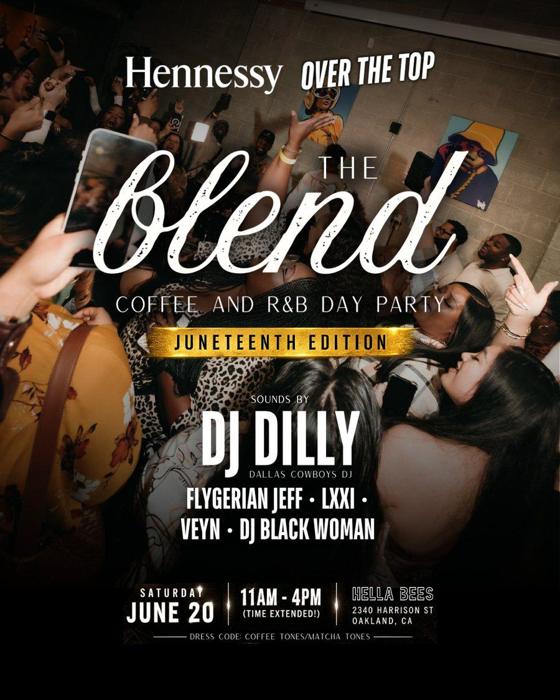 Hennessy OVER THE TOP
THE
blend
COFFEE AND R&B DAY PARTY
JUNETEENTH EDITION
SOUNDS BY
DJ DILLY
DALLAS COWBOYS DJ
FLYGERIAN JEFF • LXXI •
VEYN • DJ BLACK WOMAN
SATURDAY
JUNE 20
11AM - 4PM
(TIME EXTENDED!)
HELLA BEES
2340 HARRISON ST
OAKLAND, CA
DRESS CODE: COFFEE TONES/MATCHA TONES